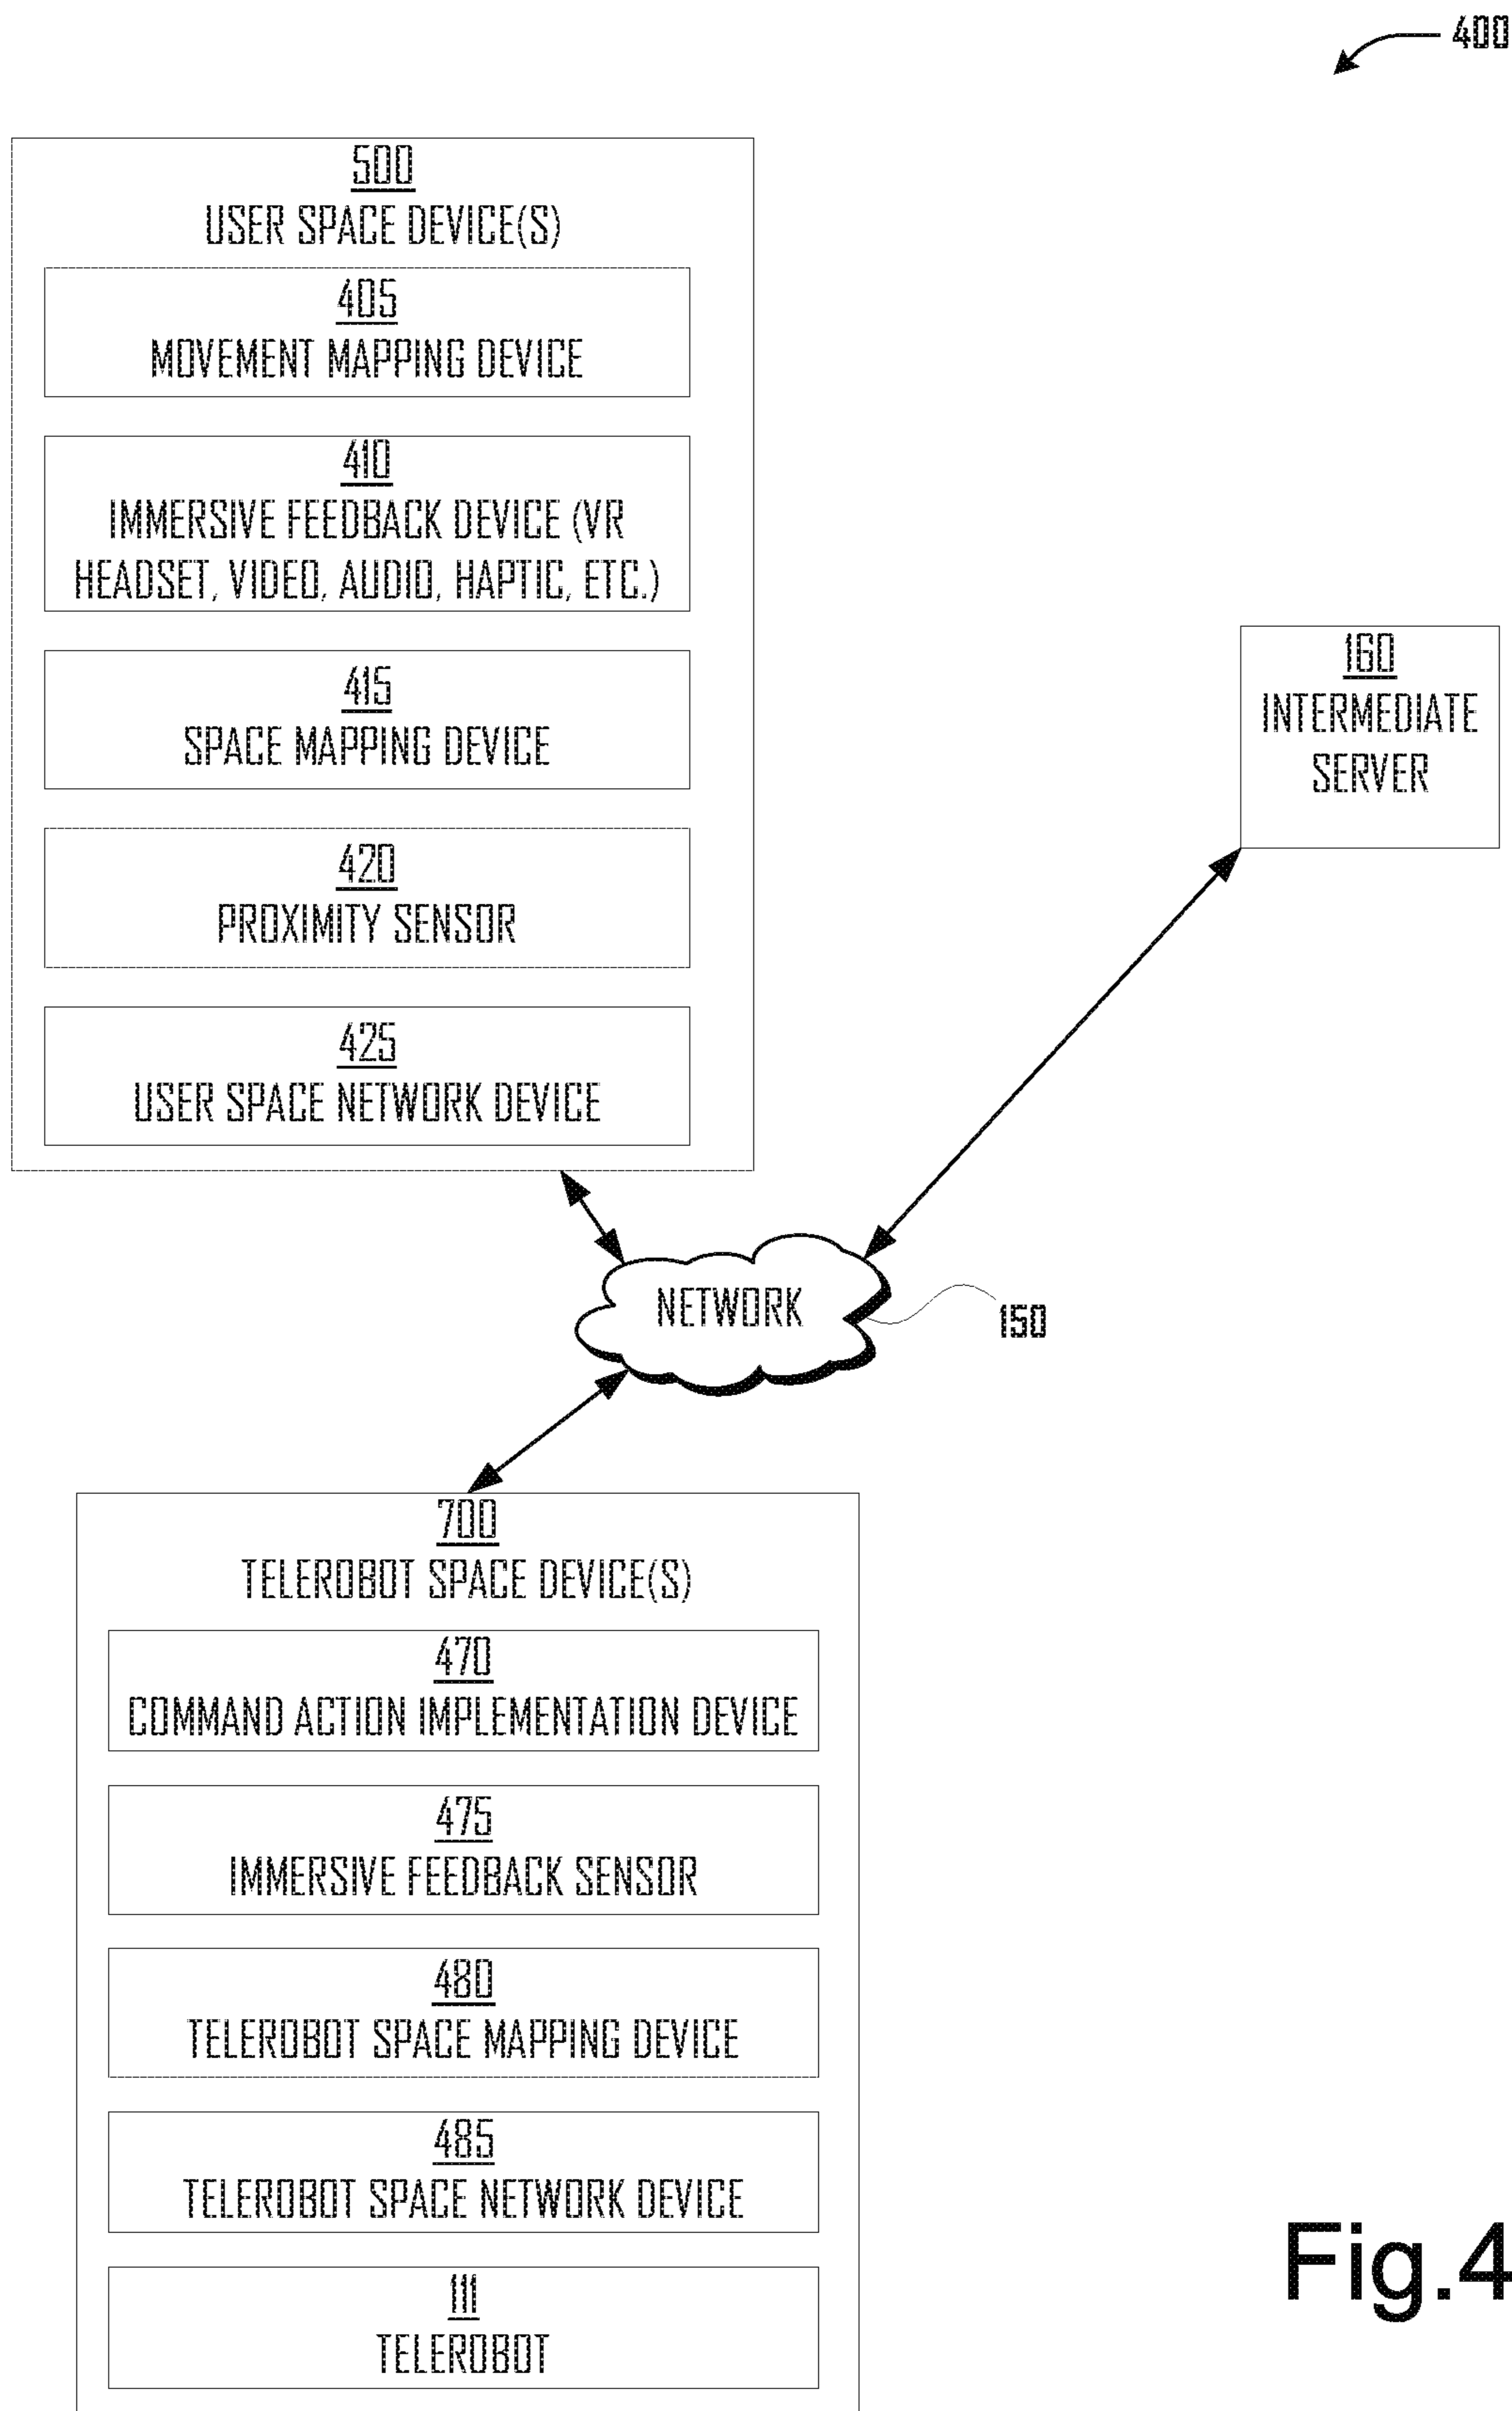 400
500
USER SPACE DEVICE(S)
405
MOVEMENT MAPPING DEVICE
410
IMMERSIVE FEEDBACK DEVICE (VR
HEADSET, VIDEO, AUDIO, HAPTIC, ETC.)
415
SPACE MAPPING DEVICE
420
PROXIMITY SENSOR
425
USER SPACE NETWORK DEVICE
160
INTERMEDIATE
SERVER
NETWORK
150
700
TELEROBOT SPACE DEVICE(S)
470
COMMAND ACTION IMPLEMENTATION DEVICE
475
IMMERSIVE FEEDBACK SENSOR
480
TELEROBOT SPACE MAPPING DEVICE
485
TELEROBOT SPACE NETWORK DEVICE
111
TELEROBOT
Fig.4